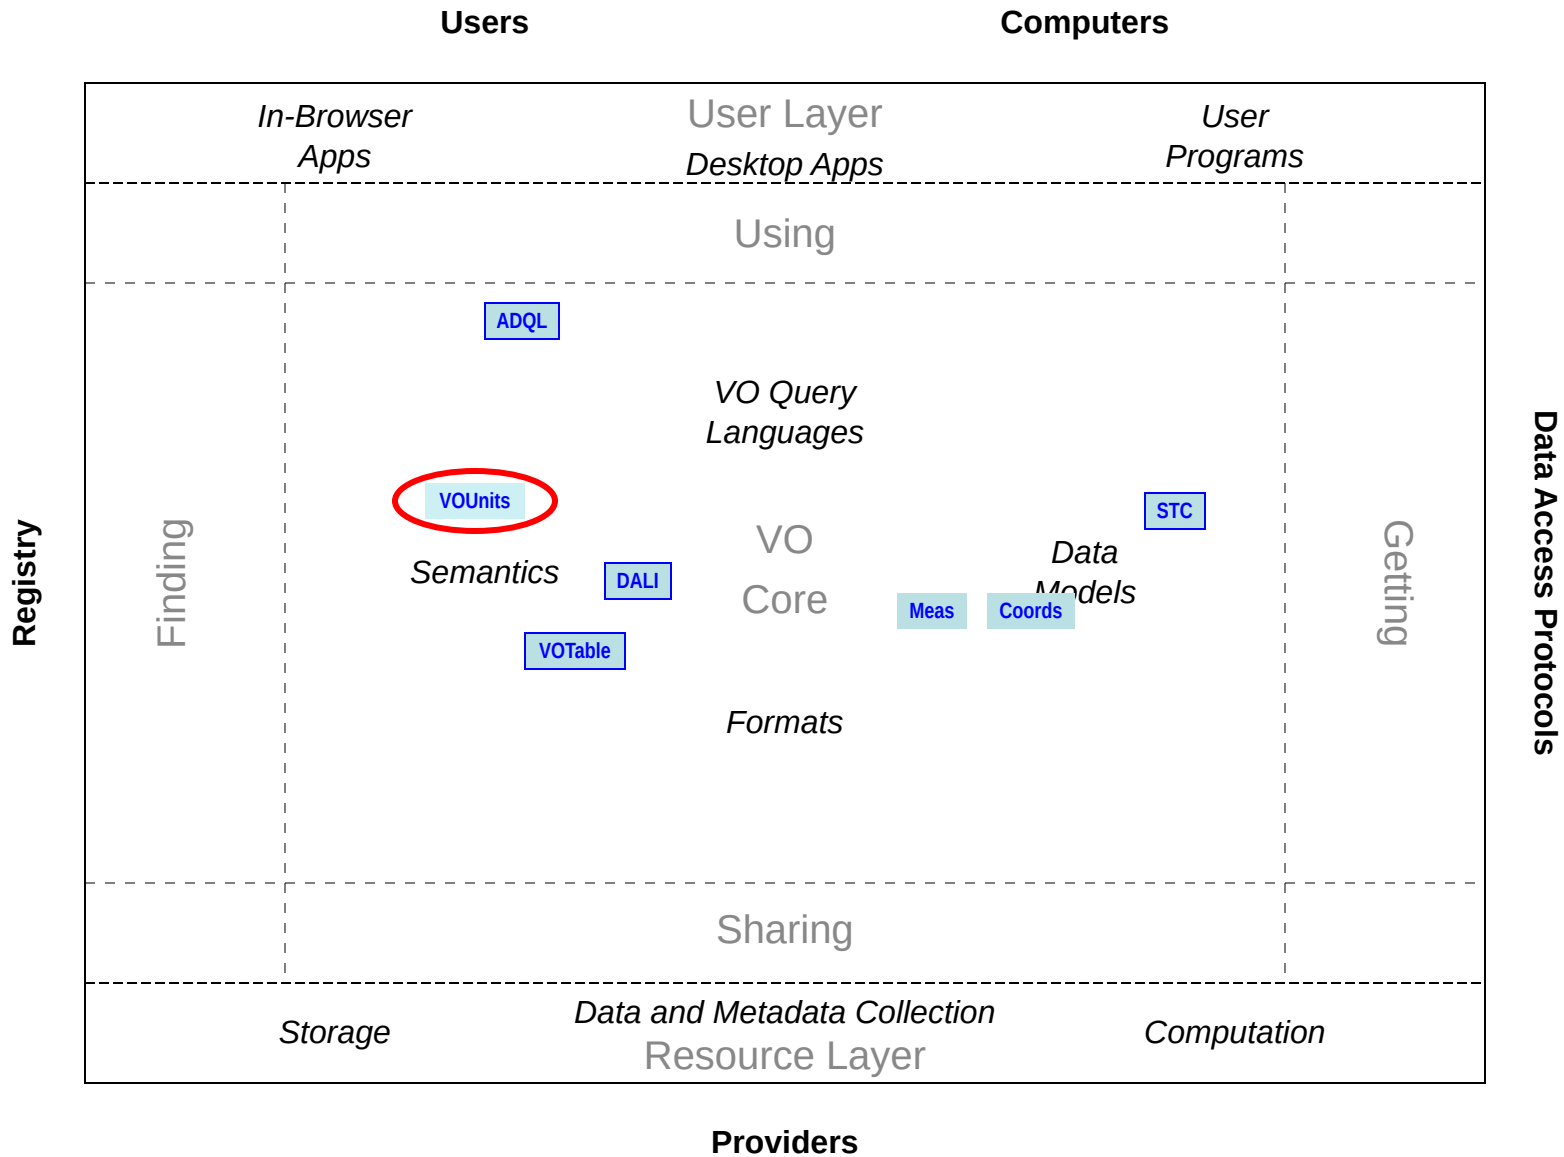 Users
Computers
In-Browser
Apps
User Layer
Desktop Apps
User
Programs
Using
ADQL
VO Query
Languages
VOUnits
Semantics
DALI
VOTable
VO
Core
STC
Data
Models
Meas
Coords
Formats
Registry
Finding
Getting
Data Access Protocols
Sharing
Storage
Data and Metadata Collection
Resource Layer
Computation
Providers